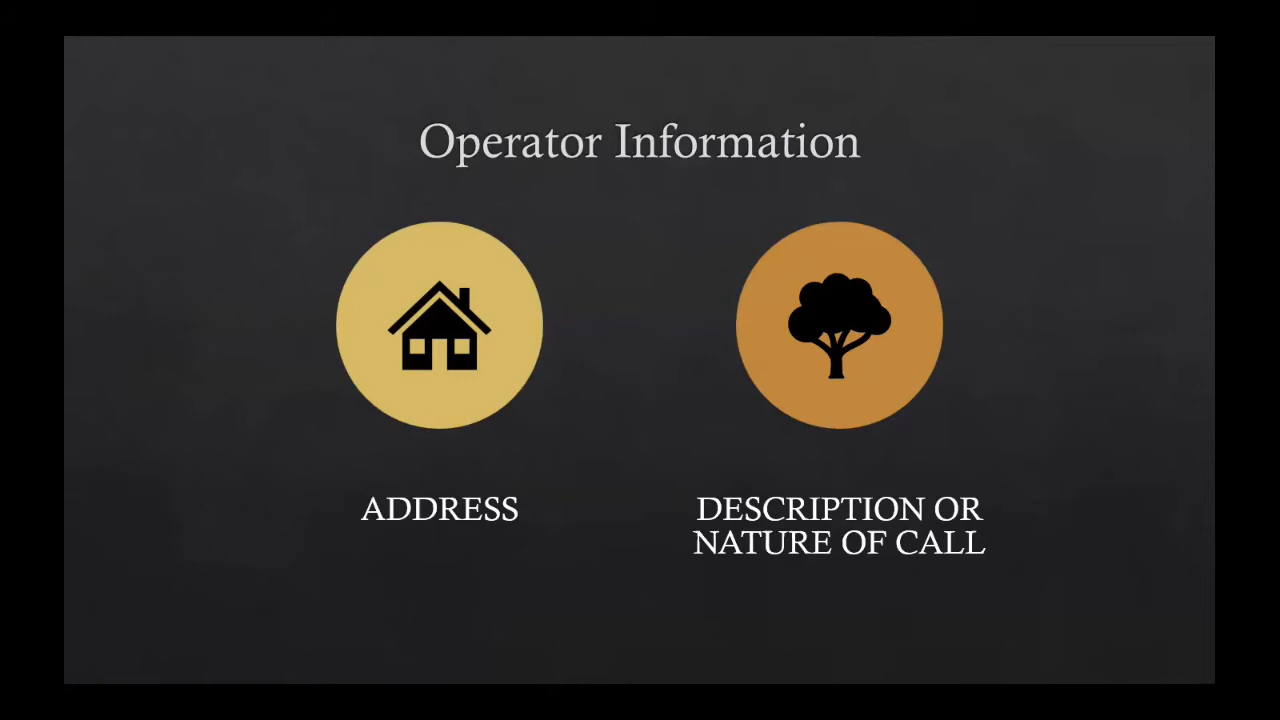 Operator Information
ADDRESS
DESCRIPTION OR
NATURE OF CALL